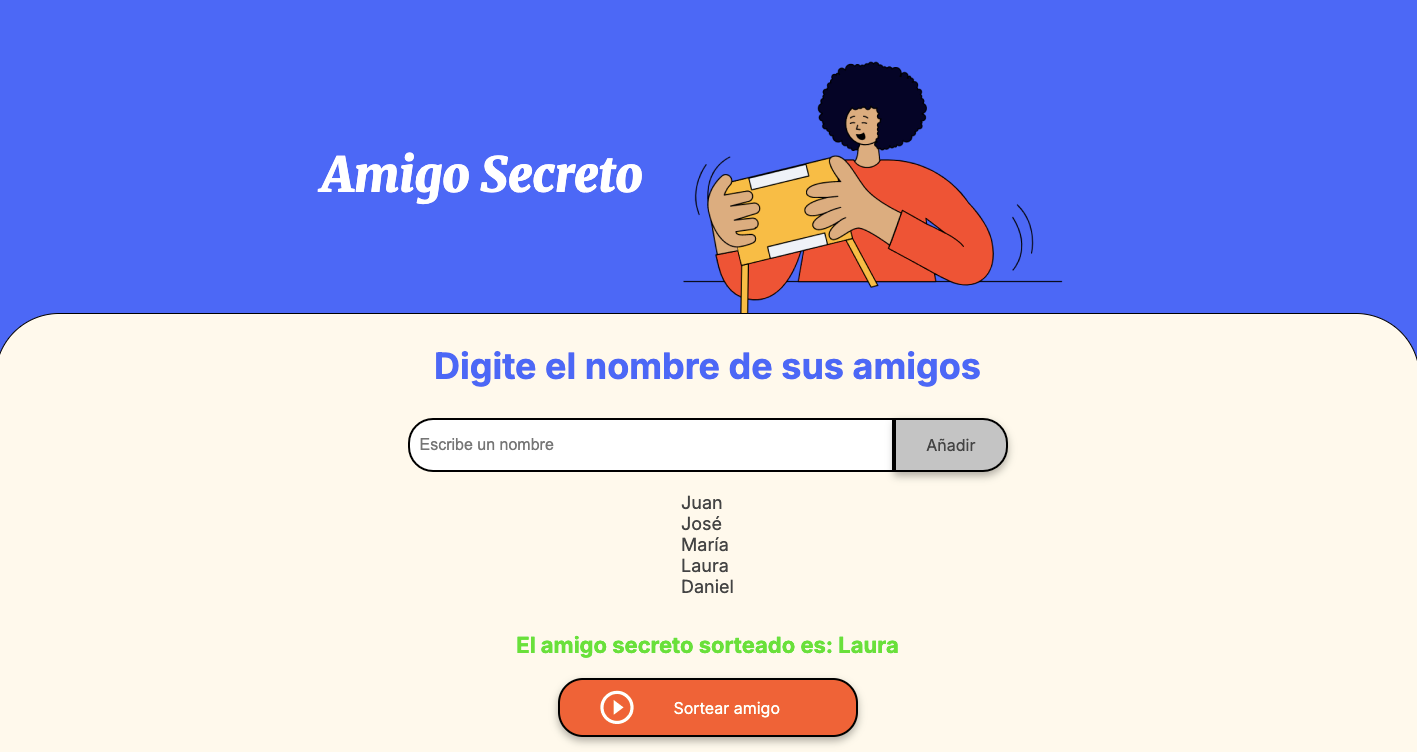 Amigo Secreto
Digite el nombre de sus amigos
Escribe un nombre
Añadir
Juan
José
María
Laura
Daniel
El amigo secreto sorteado es: Laura
Sortear amigo